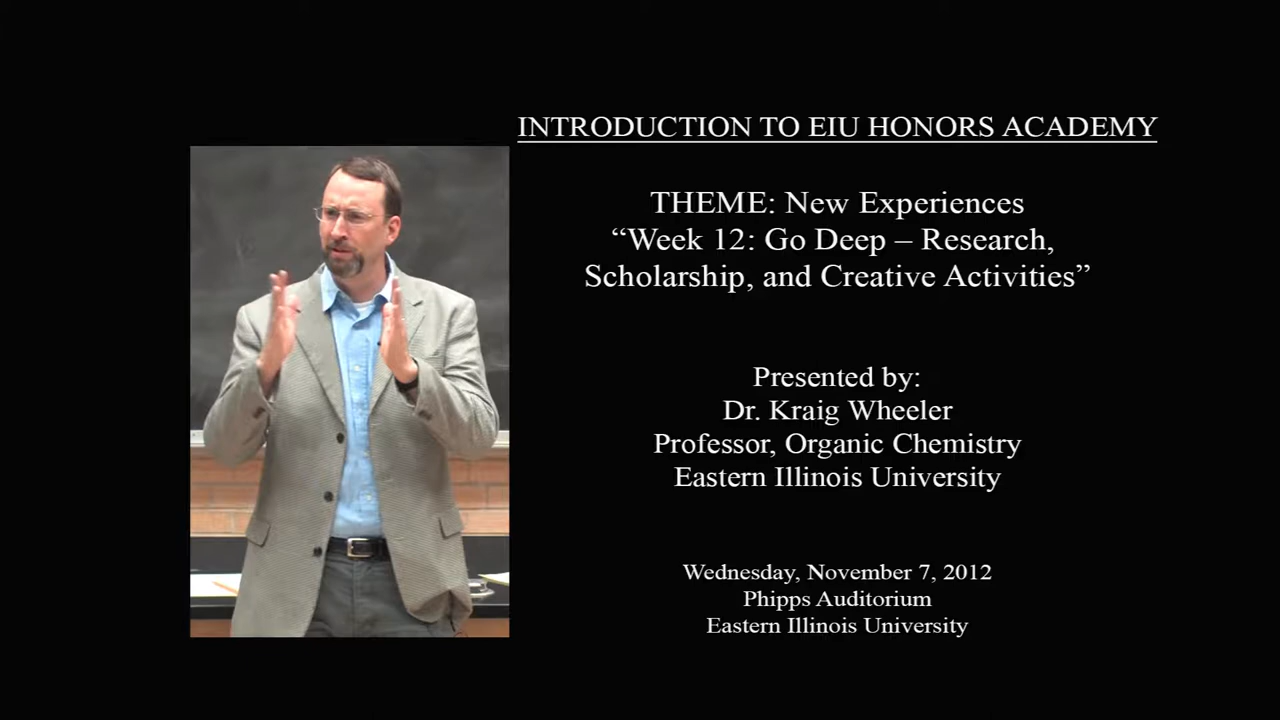 INTRODUCTION TO EIU HONORS ACADEMY
THEME: New Experiences
“Week 12: Go Deep – Research,
Scholarship, and Creative Activities”
Presented by:
Dr. Kraig Wheeler
Professor, Organic Chemistry
Eastern Illinois University
Wednesday, November 7, 2012
Phipps Auditorium
Eastern Illinois University